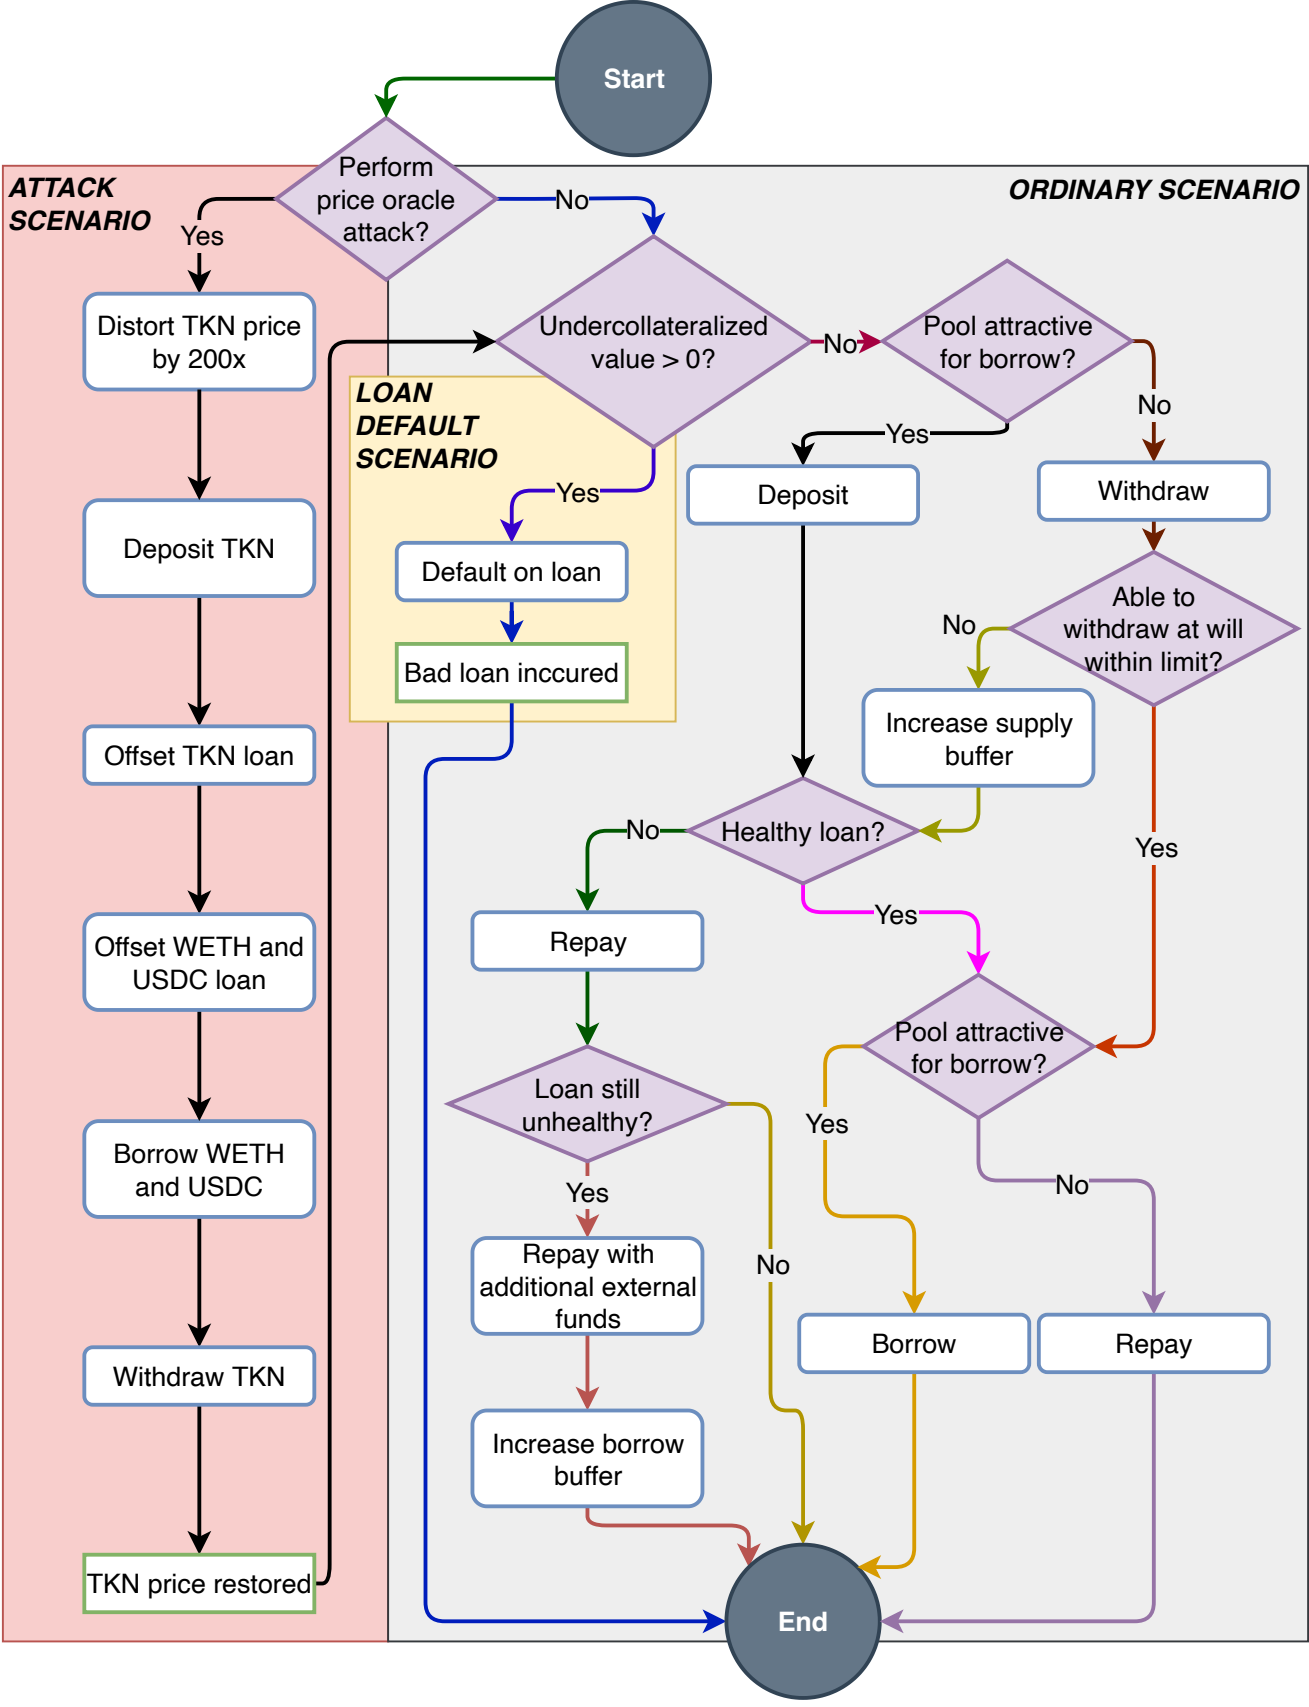 Start
Perform
price oracle
attack?
ATTACK
SCENARIO
ORDINARY SCENARIO
Yes
No
Distort TKN price
by 200x
Undercollateralized
value > 0?
No
Pool attractive
for borrow?
No
Yes
LOAN
DEFAULT
SCENARIO
Yes
Deposit
Withdraw
Deposit TKN
Default on loan
Able to
withdraw at will
within limit?
No
Bad loan inccured
Increase supply
buffer
Offset TKN loan
Healthy loan?
No
Yes
Yes
Repay
Offset WETH and
USDC loan
Pool attractive
for borrow?
Loan still
unhealthy?
Yes
No
Yes
No
Borrow WETH
and USDC
Repay with
additional external
funds
Borrow
Repay
Withdraw TKN
Increase borrow
buffer
TKN price restored
End